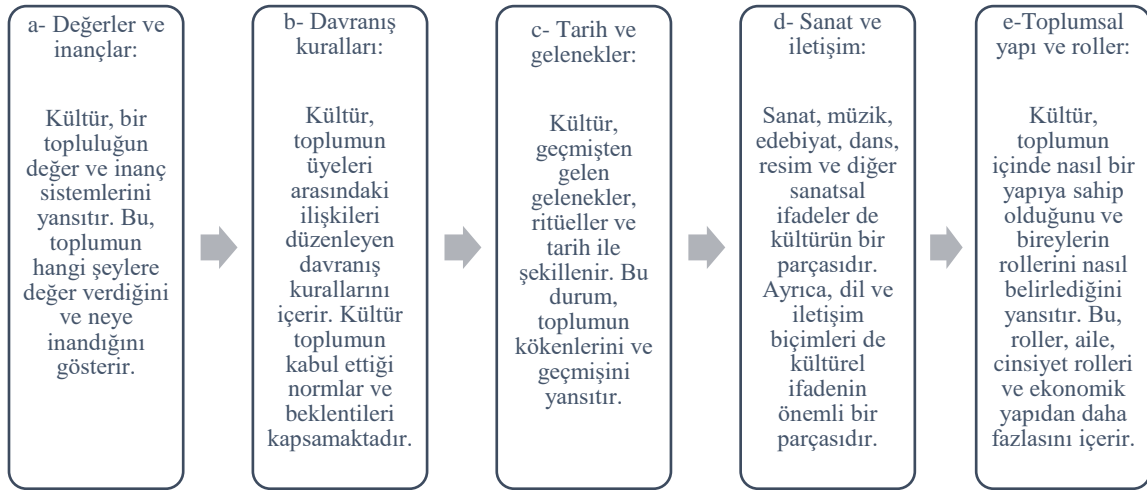 a- Değerler ve
inançlar:
Kültür, bir
topluluğun
değer ve inanç
sistemlerini
yansıtır. Bu,
toplumun
hangi şeylere
değer verdiğini
ve neye
inandığını
gösterir.
b- Davranış
kuralları:
Kültür,
toplumun
üyeleri
arasındaki
ilişkileri
düzenleyen
davranış
kurallarını
içerir. Kültür
toplumun
kabul ettiği
normlar ve
beklentileri
kapsamaktadır.
c- Tarih ve
gelenekler:
Kültür,
geçmişten
gelen
gelenekler,
ritüeller ve
tarih ile
şekillenir. Bu
durum,
toplumun
kökenlerini ve
geçmişini
yansıtır.
d- Sanat ve
iletişim:
Sanat, müzik,
edebiyat, dans,
resim ve diğer
sanatsal
ifadeler de
kültürün bir
parçasıdır.
Ayrıca, dil ve
iletişim
biçimleri de
kültürel
ifadenin
önemli bir
parçasıdır.
e-Toplumsal
yapı ve roller:
Kültür,
toplumun
içinde nasıl bir
yapıya sahip
olduğunu ve
bireylerin
rollerini nasıl
belirlediğini
yansıtır. Bu,
roller, aile,
cinsiyet rolleri
ve ekonomik
yapıdan daha
fazlasını içerir.